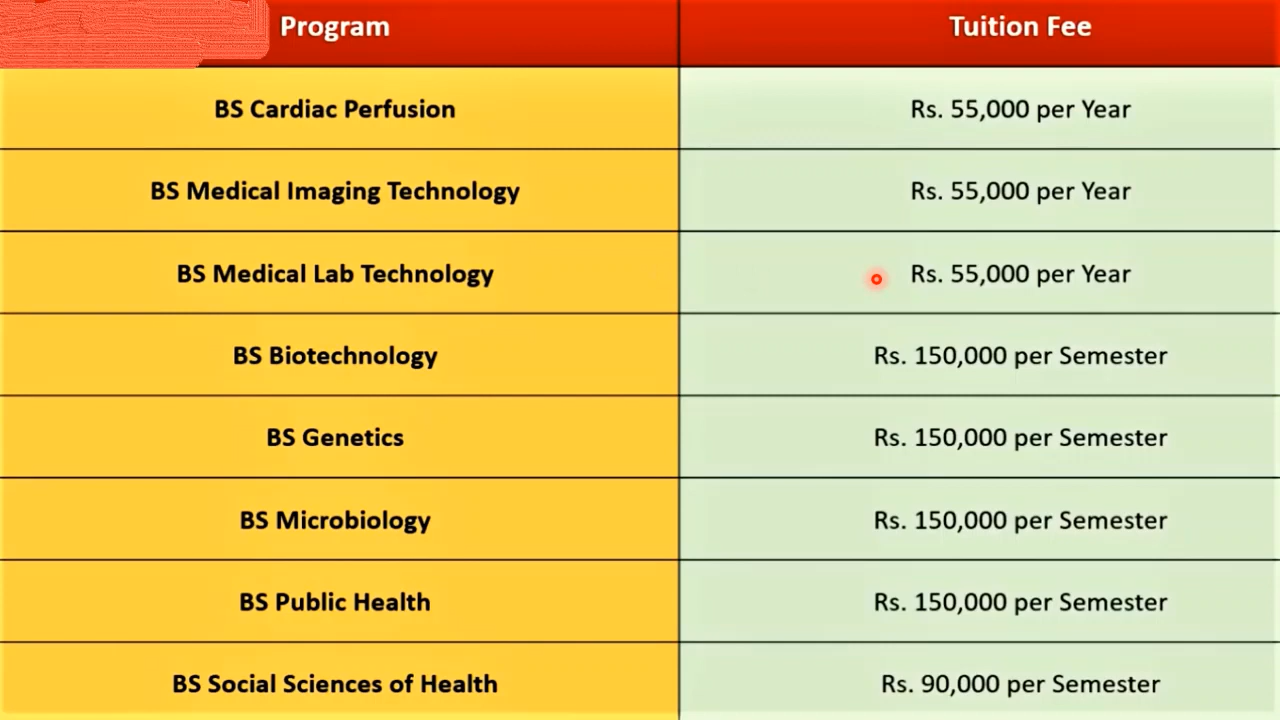 Program Tuition Fee
BS Cardiac Perfusion Rs. 55,000 per Year
BS Medical Imaging Technology Rs. 55,000 per Year
BS Medical Lab Technology Rs. 55,000 per Year
BS Biotechnology Rs. 150,000 per Semester
BS Genetics Rs. 150,000 per Semester
BS Microbiology Rs. 150,000 per Semester
BS Public Health Rs. 150,000 per Semester
BS Social Sciences of Health Rs. 90,000 per Semester